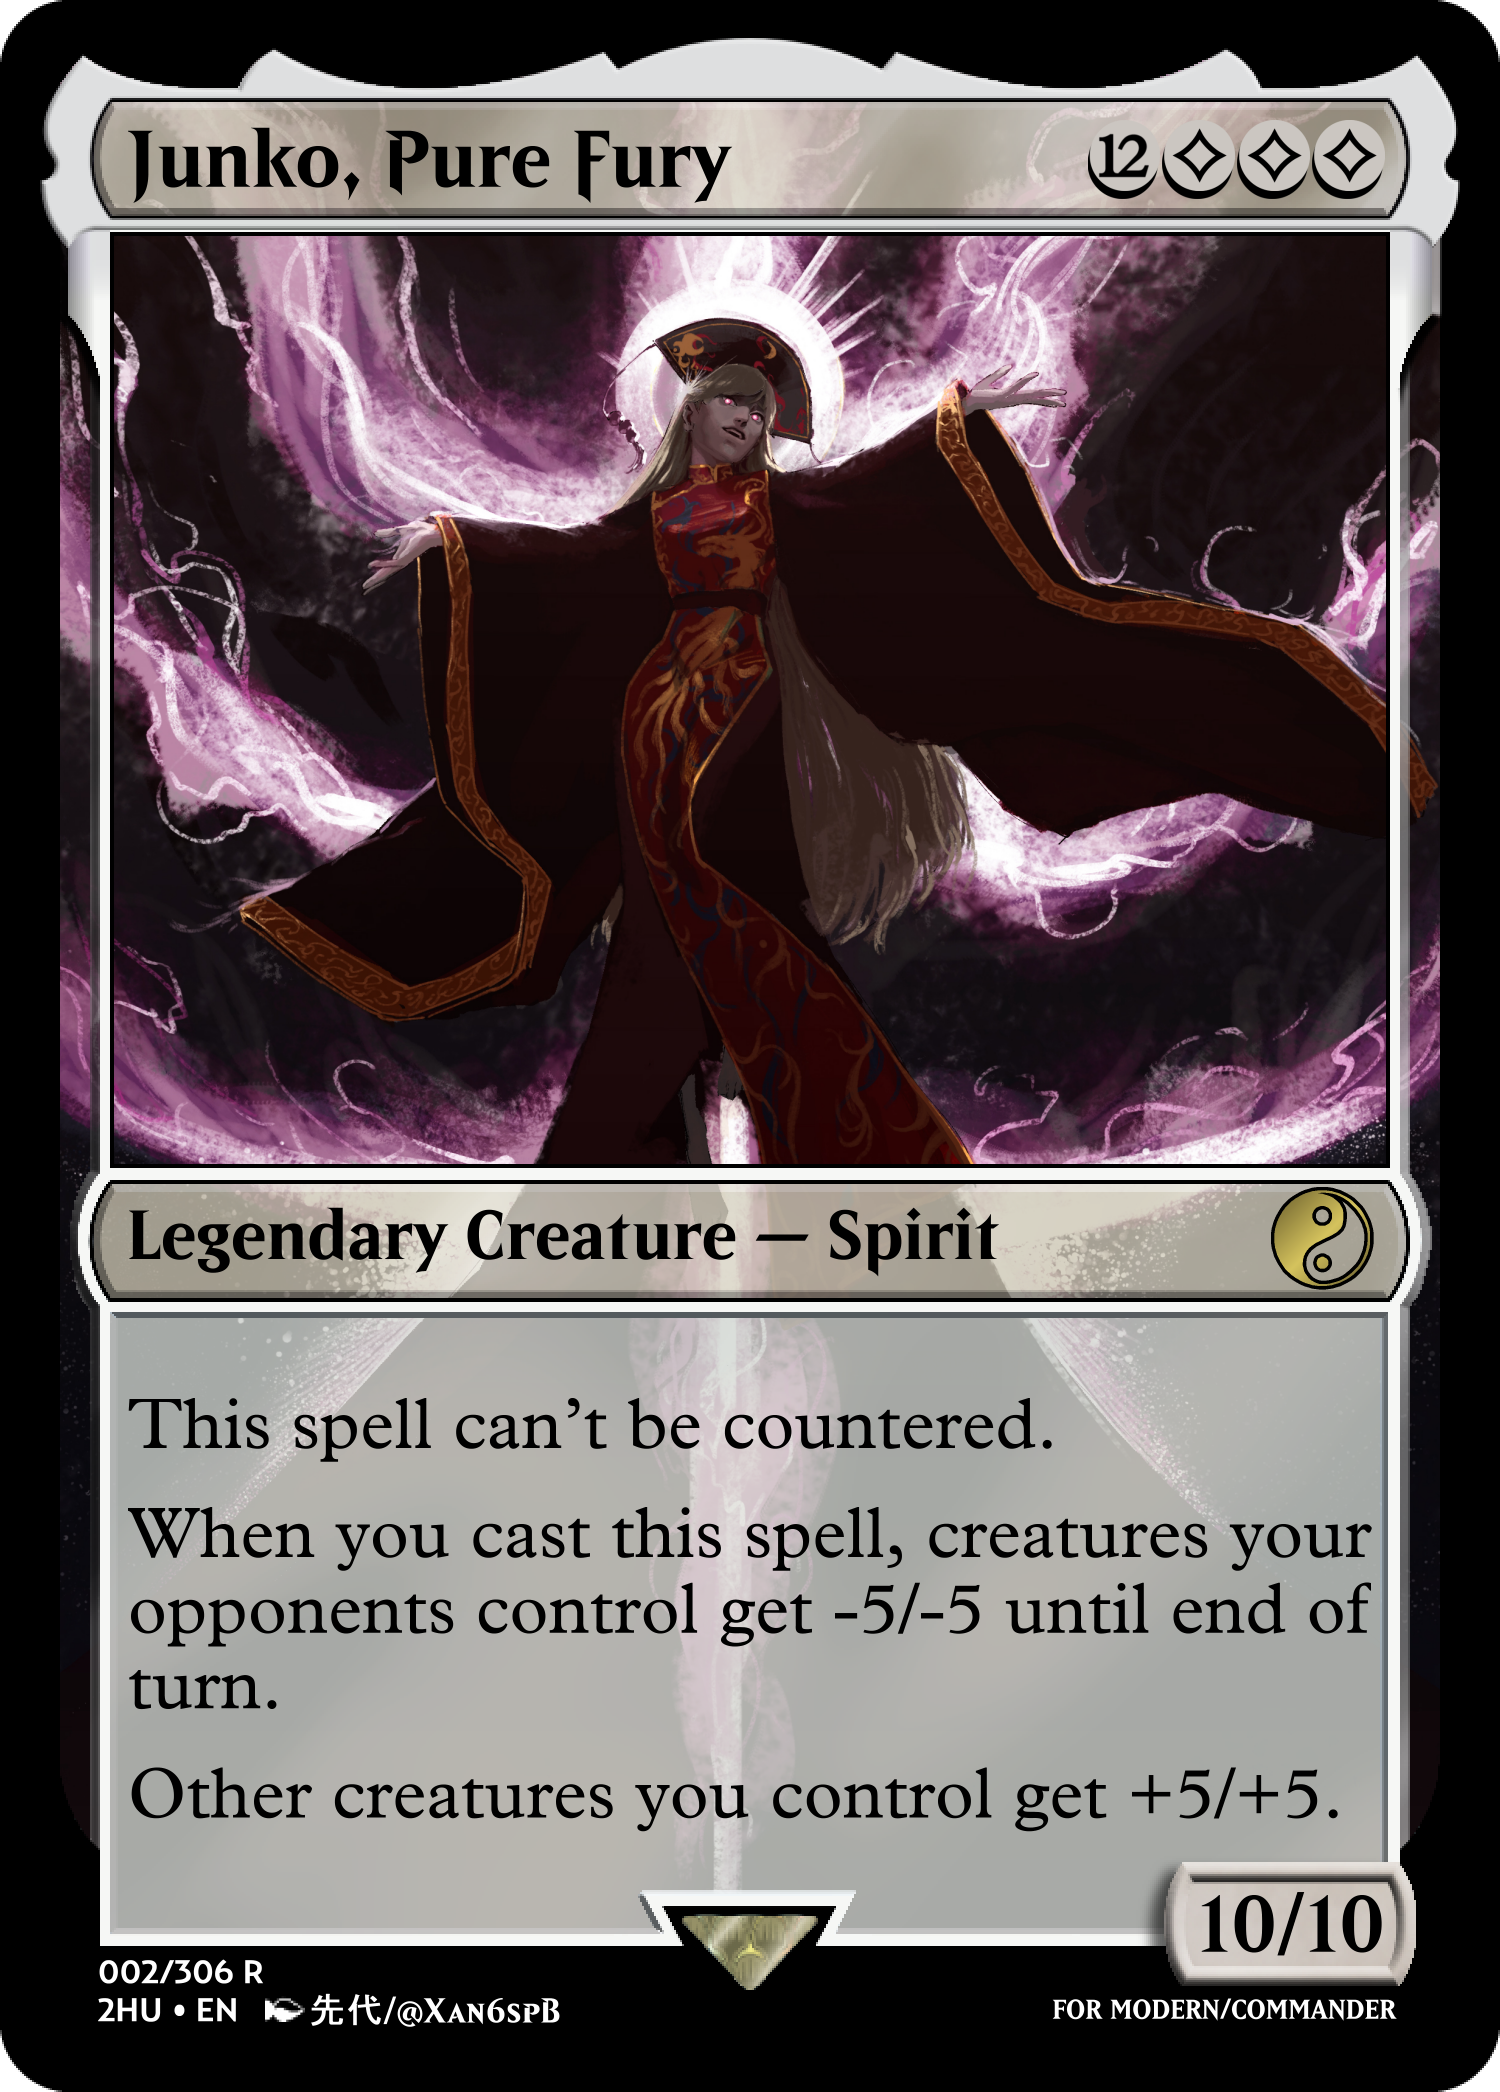 Junko, Pure Fury 12
Legendary Creature — Spirit
This spell can't be countered.
When you cast this spell, creatures your
opponents control get -5/-5 until end of
turn.
Other creatures you control get +5/+5.
10/10
002/306 R
2HU • EN 先代/@Xan6spB
FOR MODERN/COMMANDER